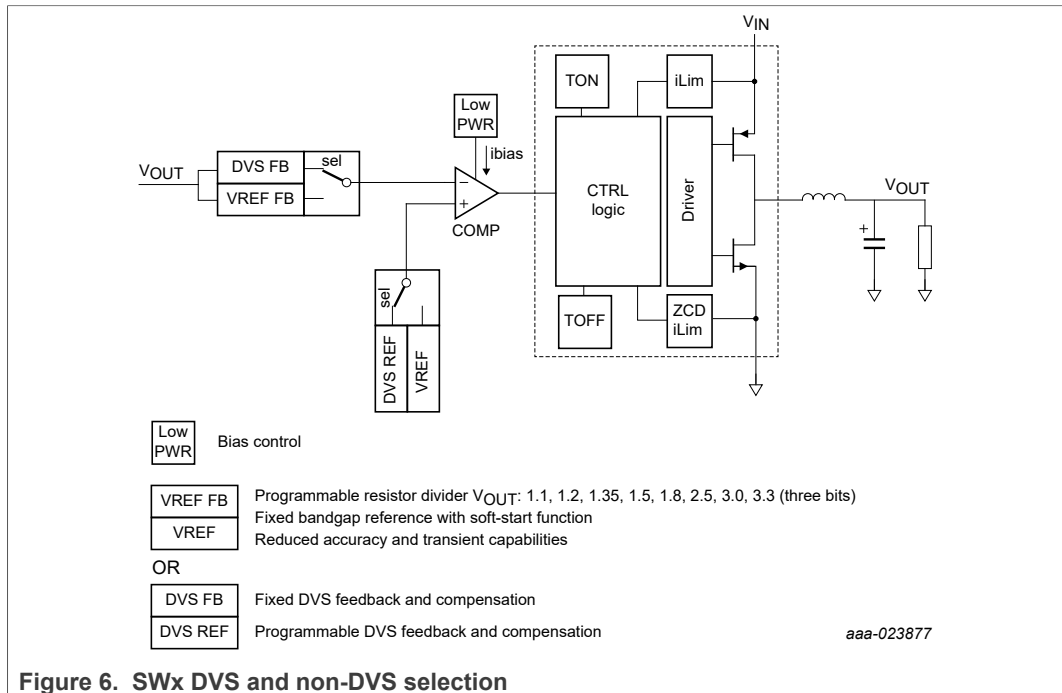 VIN
TON
iLim
Low
PWR
ibias
VOUT
DVS FB
sel
VREF FB
−
+
COMP
CTRL
logic
Driver
VOUT
+
sel
DVS REF
VREF
TOFF
ZCD
iLim
Low
PWR
Bias control
VREF FB
Programmable resistor divider VOUT: 1.1, 1.2, 1.35, 1.5, 1.8, 2.5, 3.0, 3.3 (three bits)
Fixed bandgap reference with soft-start function
VREF
Reduced accuracy and transient capabilities
OR
DVS FB
Fixed DVS feedback and compensation
DVS REF
Programmable DVS feedback and compensation
aaa-023877
Figure 6. SWx DVS and non-DVS selection